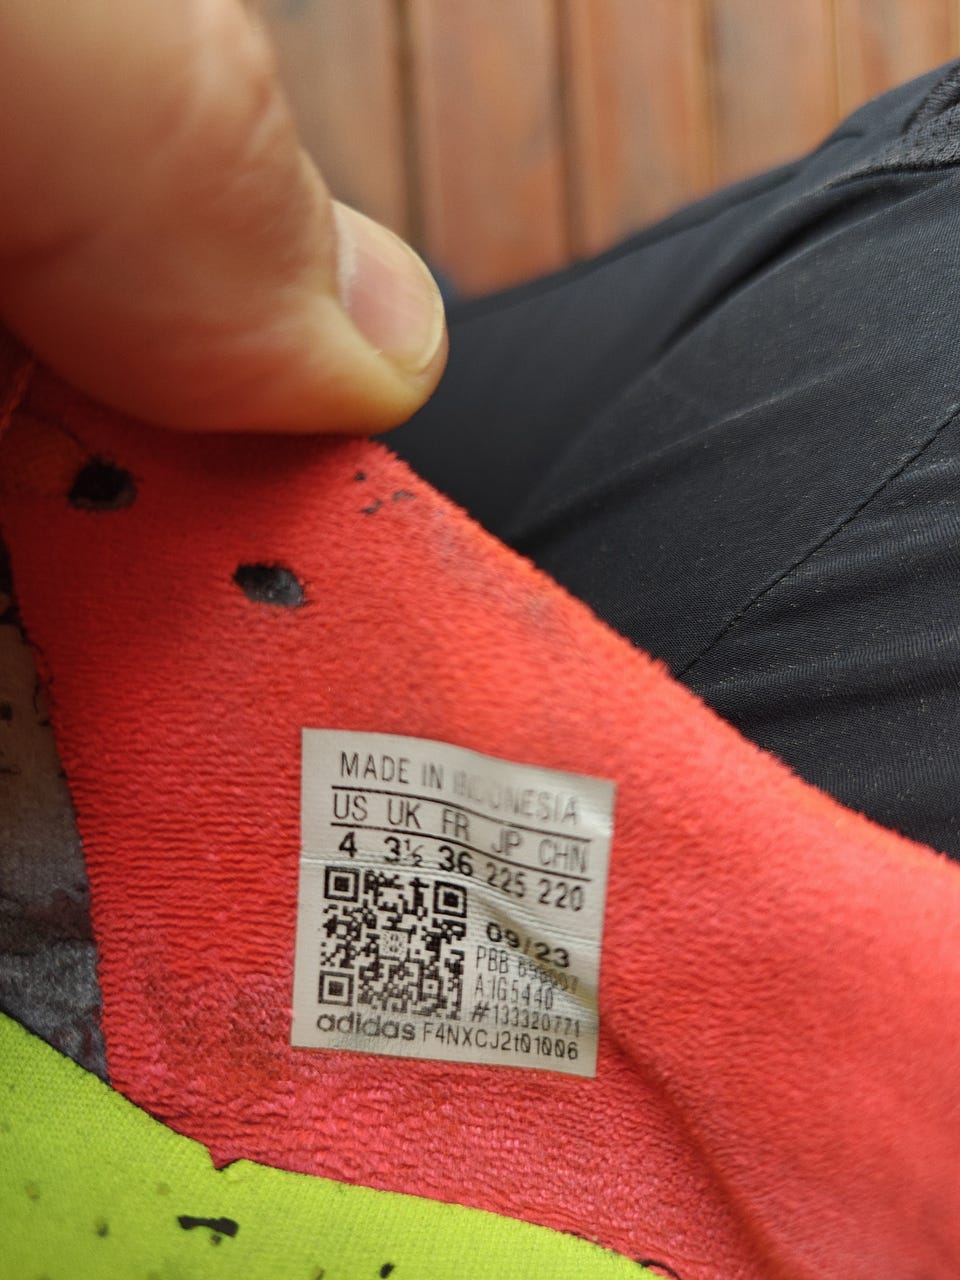 MADE IN INDONESIA
US UK FR JP CHN
4 3½ 36 225 220
09/23
PBB
A1G5440
#133320771
adidas F4NXCJ2t01006